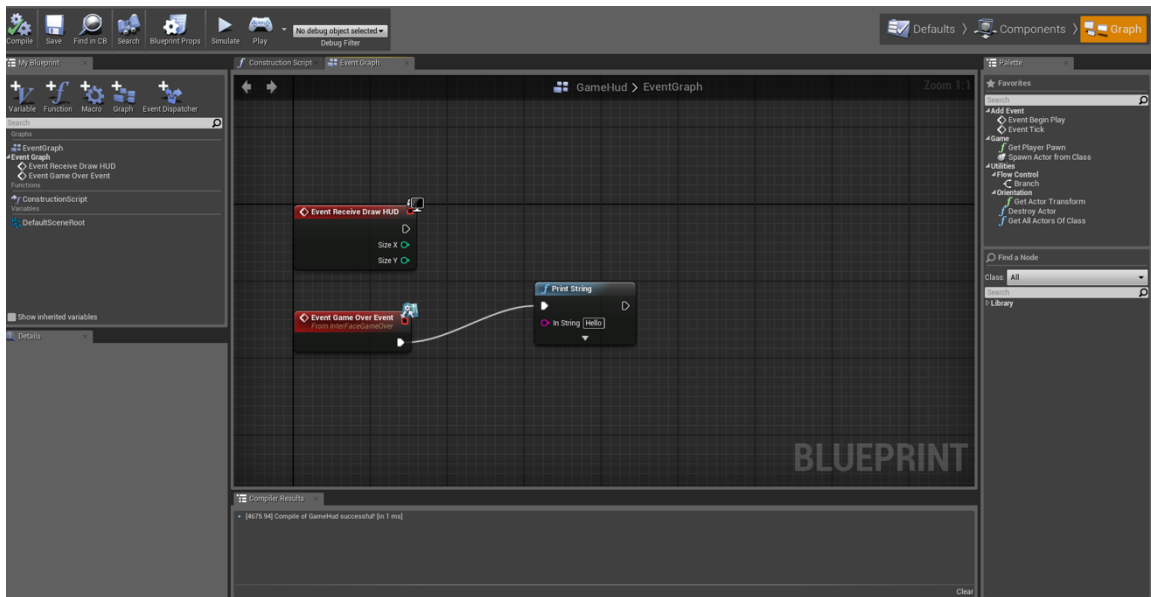 Compile
Save
Find in CB
Search
Blueprint Props
Simulate
Play
No debug object selected
Debug Filter
Defaults
Components
Graph
My Blueprint
Variable
Function
Macro
Graph
Event Dispatcher
Search
Graphs
EventGraph
Event Graph
Event Receive Draw HUD
Event Game Over Event
Functions
ConstructionScript
Variables
DefaultSceneRoot
Show inherited variables
Details
Construction Script
Event Graph
GameHud > EventGraph
Zoom 1:1
Event Receive Draw HUD
Size X
Size Y
Event Game Over Event
From InterFaceGameOver
Print String
In String Hello
BLUEPRINT
Compiler Results
[4675.94] Compile of GameHud successful! [in 1 ms]
Clear
Palette
Favorites
Search
Add Event
Event Begin Play
Event Tick
Game
Get Player Pawn
Spawn Actor from Class
Utilities
Flow Control
Branch
Orientation
Get Actor Transform
Destroy Actor
Get All Actors Of Class
Find a Node
Class: All
Search
Library